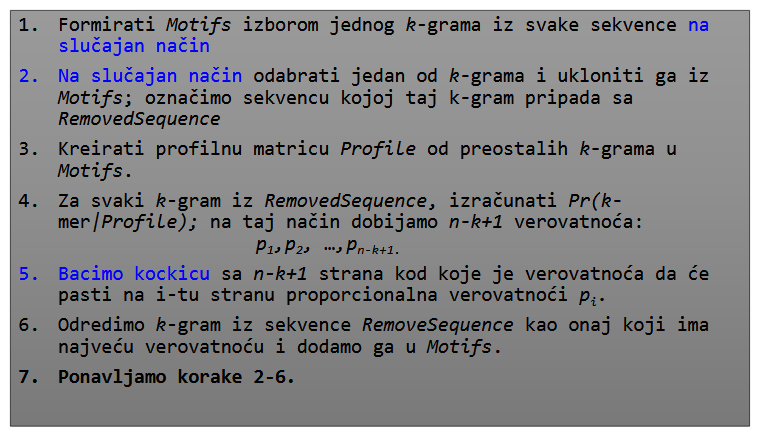 1. Formirati Motifs izborom jednog k-grama iz svake sekvence na
slučajan način
2. Na slučajan način odabrati jedan od k-grama i ukloniti ga iz
Motifs; označimo sekvencu kojoj taj k-gram pripada sa
RemovedSequence
3. Kreirati profilnu matricu Profile od preostalih k-grama u
Motifs.
4. Za svaki k-gram iz RemovedSequence, izračunati Pr(k-
mer|Profile); na taj način dobijamo n-k+1 verovatnoća:
p1,p2, …,pn-k+1.
5. Bacimo kockicu sa n-k+1 strana kod koje je verovatnoća da će
pasti na i-tu stranu proporcionalna verovatnoći pi.
6. Odredimo k-gram iz sekvence RemoveSequence kao onaj koji ima
najveću verovatnoću i dodamo ga u Motifs.
7. Ponavljamo korake 2-6.